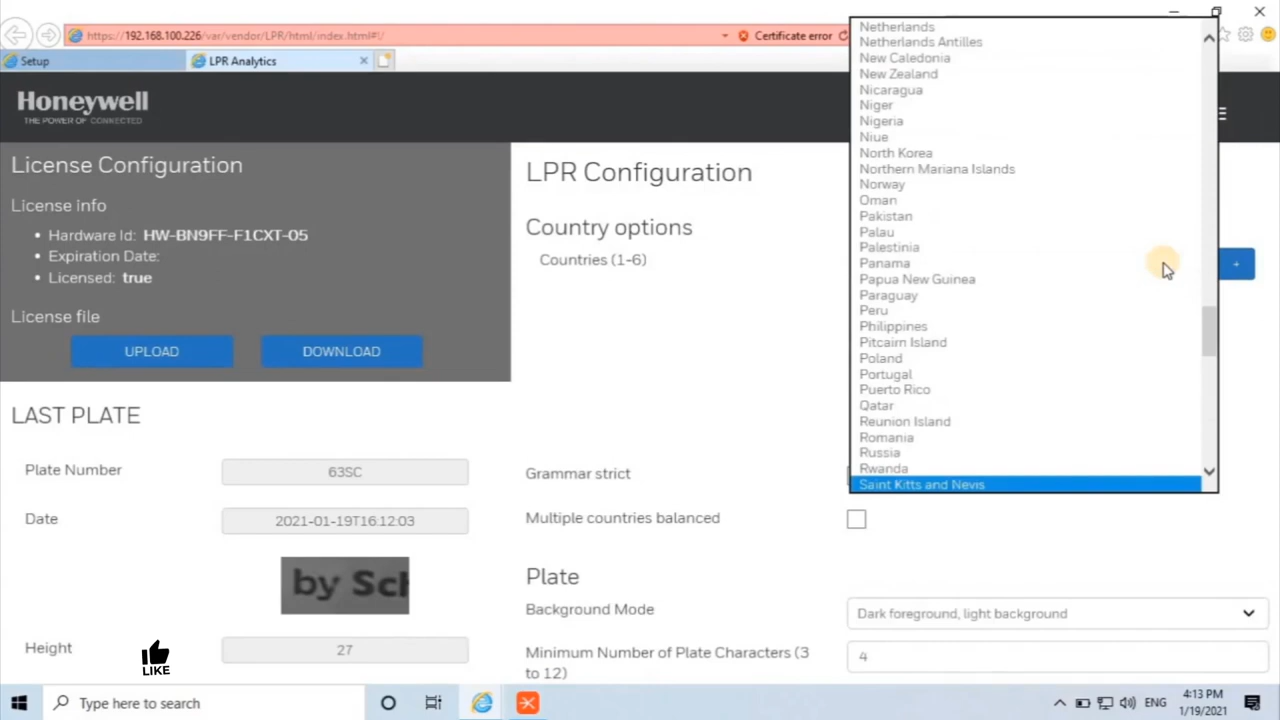 https://192.168.100.226/var/vendor/LPR/html/index.html#!/
Certificate error
Setup
LPR Analytics
Honeywell
THE POWER OF CONNECTED
License Configuration
License info
Hardware Id: HW-BN9FF-F1CXT-05
Expiration Date:
Licensed: true
License file
UPLOAD
DOWNLOAD
LAST PLATE
Plate Number
63SC
Date
2021-01-19T16:12:03
by Sch
Height
27
LIKE
LPR Configuration
Country options
Countries (1-6)
+
Netherlands
Netherlands Antilles
New Caledonia
New Zealand
Nicaragua
Niger
Nigeria
Niue
North Korea
Northern Mariana Islands
Norway
Oman
Pakistan
Palau
Palestinia
Panama
Papua New Guinea
Paraguay
Peru
Philippines
Pitcairn Island
Poland
Portugal
Puerto Rico
Qatar
Reunion Island
Romania
Russia
Rwanda
Saint Kitts and Nevis
Grammar strict
Multiple countries balanced
Plate
Background Mode
Dark foreground, light background
Minimum Number of Plate Characters (3
to 12)
4
Type here to search
ENG
4:13 PM
1/19/2021